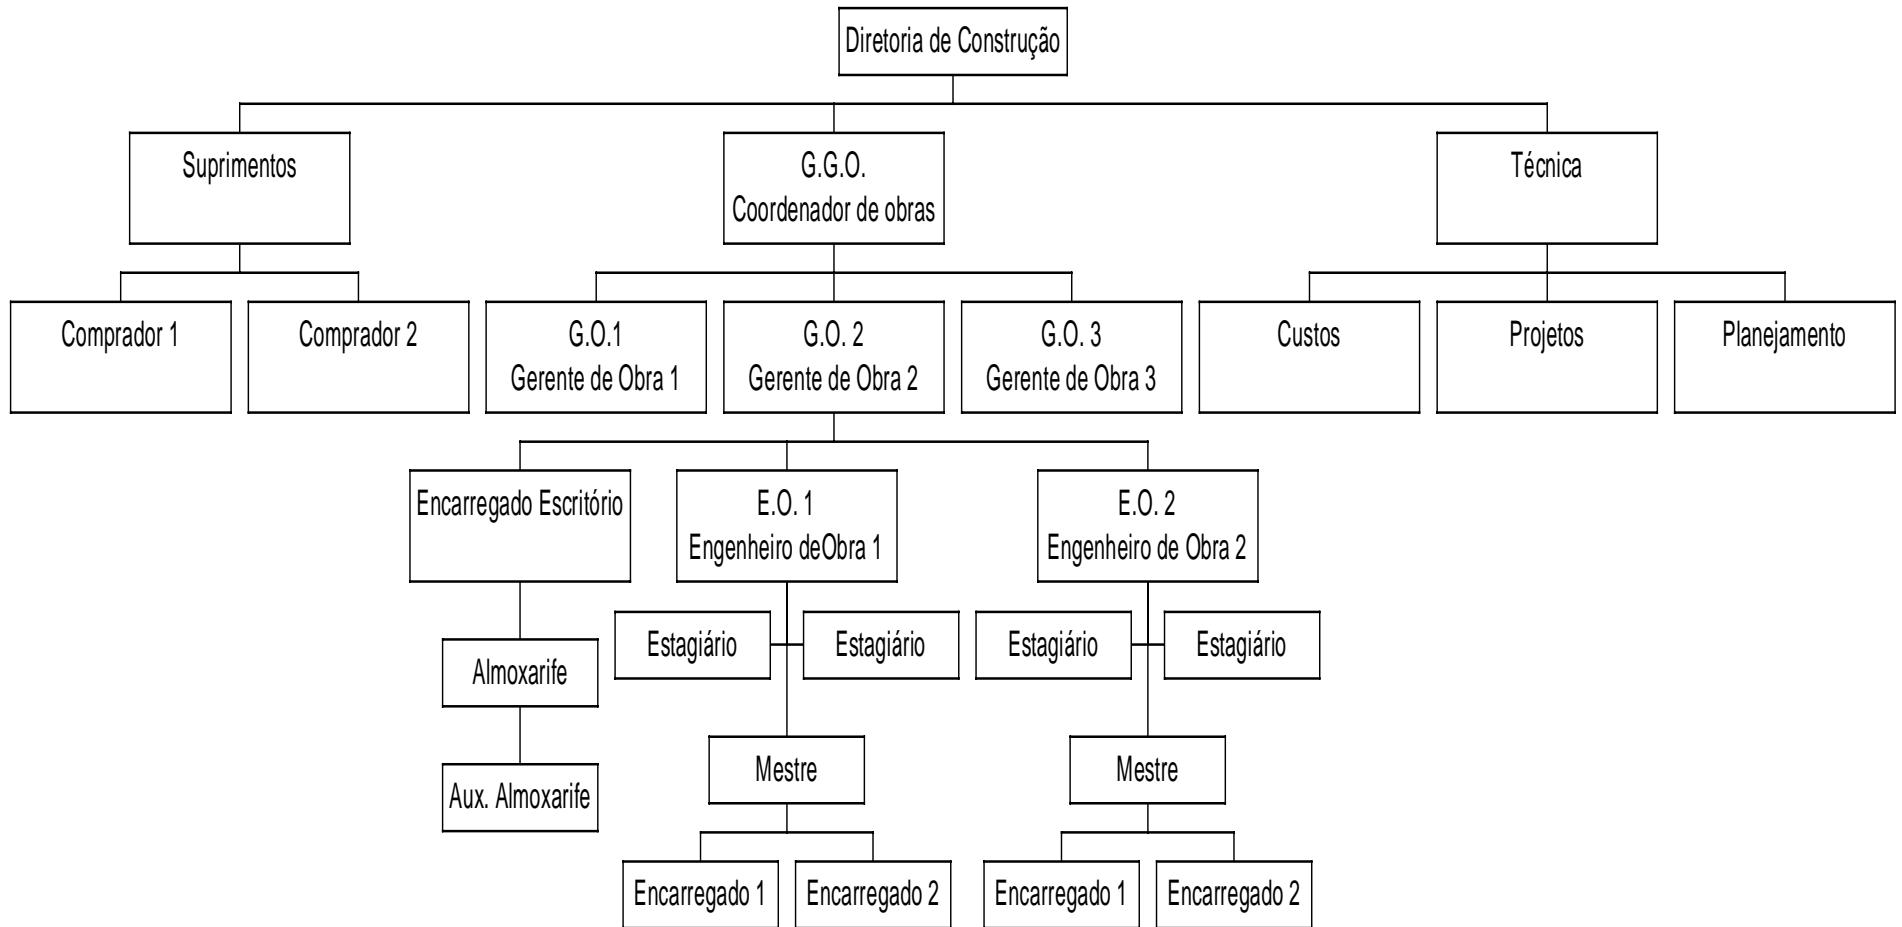 Diretoria de Construção
Suprimentos
G.G.O.
Coordenador de obras
Técnica
Comprador 1
Comprador 2
G.O.1
Gerente de Obra 1
G.O. 2
Gerente de Obra 2
G.O. 3
Gerente de Obra 3
Custos
Projetos
Planejamento
Encarregado Escritório
E.O. 1
Engenheiro deObra 1
E.O. 2
Engenheiro de Obra 2
Estagiário
Estagiário
Estagiário
Estagiário
Almoxarife
Mestre
Mestre
Aux. Almoxarife
Encarregado 1
Encarregado 2
Encarregado 1
Encarregado 2